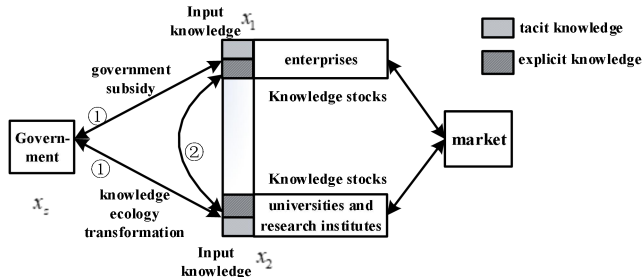 Input
knowledge
x₁
tacit knowledge
explicit knowledge
government
subsidy
enterprises
①
Knowledge stocks
Govern-
ment
②
market
①
Knowledge stocks
knowledge
ecology
transformation
universities and
research institutes
Input
knowledge
x₂